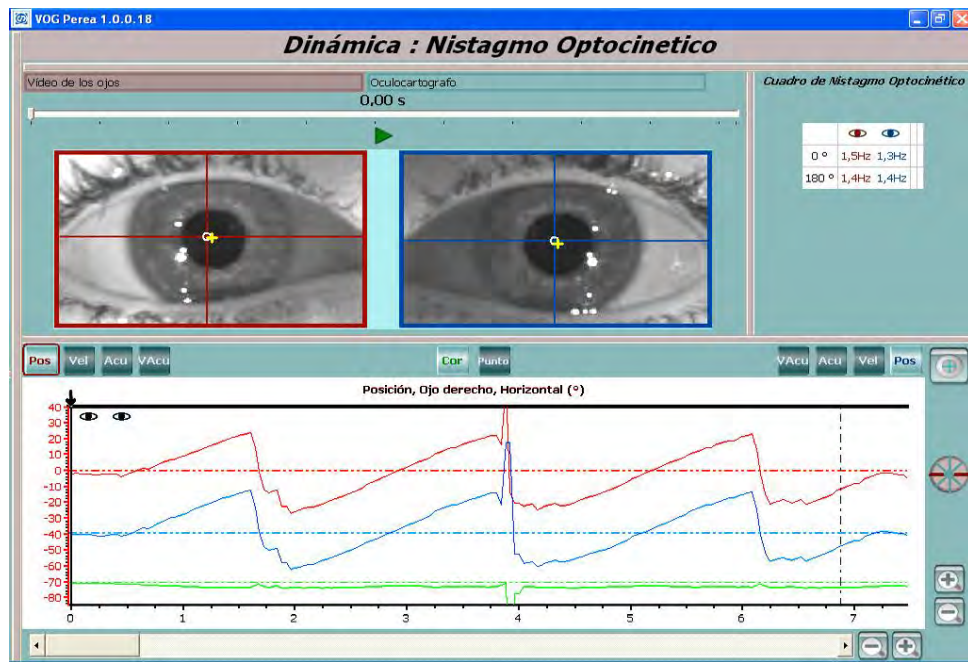 VOG Perea 1.0.0.18
Dinámica : Nistagmo Optocinetico
Vídeo de los ojos
Oculocartografo
0,00 s
Cuadro de Nistagmo Optocinético
0 º 1,5Hz 1,3Hz
180 º 1,4Hz 1,4Hz
Pos Vel Acu VAcu Cor Punto VAcu Acu Vel Pos
Posición, Ojo derecho, Horizontal (°)
40
30
20
10
0
-10
-20
-30
-40
-50
-60
-70
-80
0 1 2 3 4 5 6 7